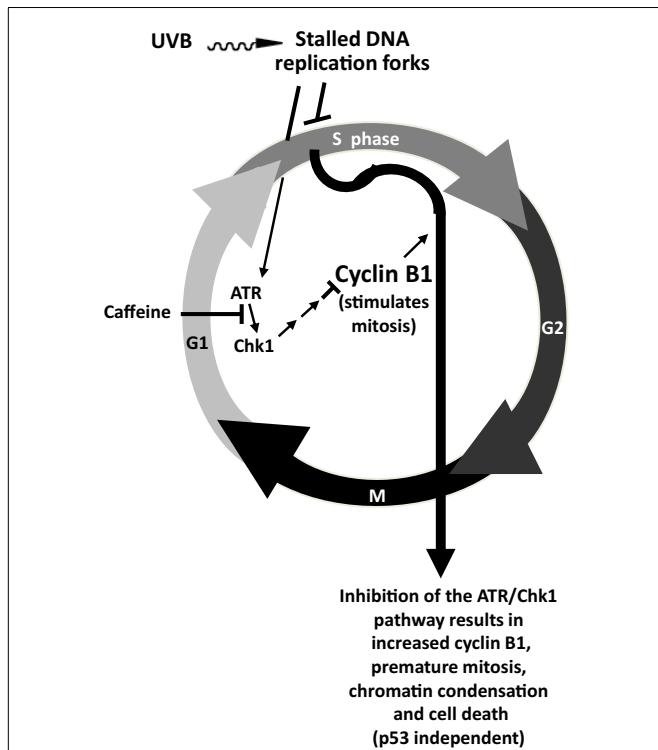 UVB
Stalled DNA
replication forks
S phase
Cyclin B1
(stimulates
mitosis)
ATR
Caffeine
Chk1
G1
G2
M
Inhibition of the ATR/Chk1
pathway results in
increased cyclin B1,
premature mitosis,
chromatin condensation
and cell death
(p53 independent)